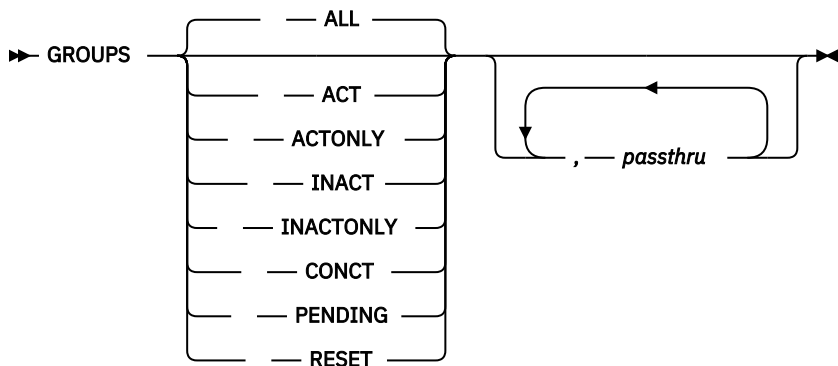 ALL
GROUPS
ACT
ACTONLY
, passthru
INACT
INACTONLY
CONCT
PENDING
RESET